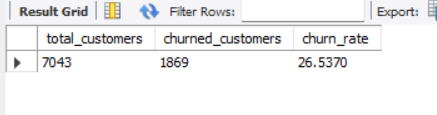 Result Grid Filter Rows: Export:
total_customers churned_customers churn_rate
7043 1869 26.5370